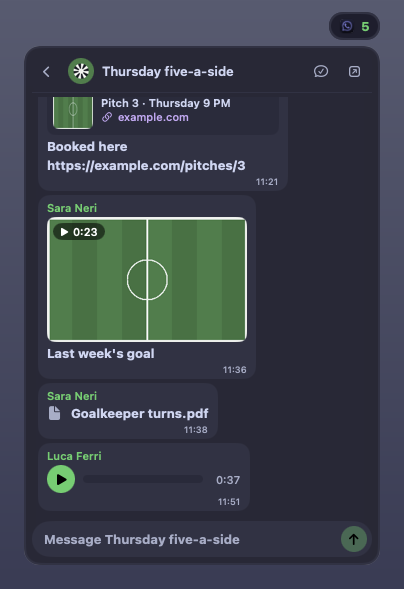 5
Thursday five-a-side
Pitch 3 · Thursday 9 PM
example.com
Booked here
https://example.com/pitches/3
11:21
Sara Neri
0:23
Last week's goal
11:36
Sara Neri
Goalkeeper turns.pdf
11:38
Luca Ferri
0:37
11:51
Message Thursday five-a-side